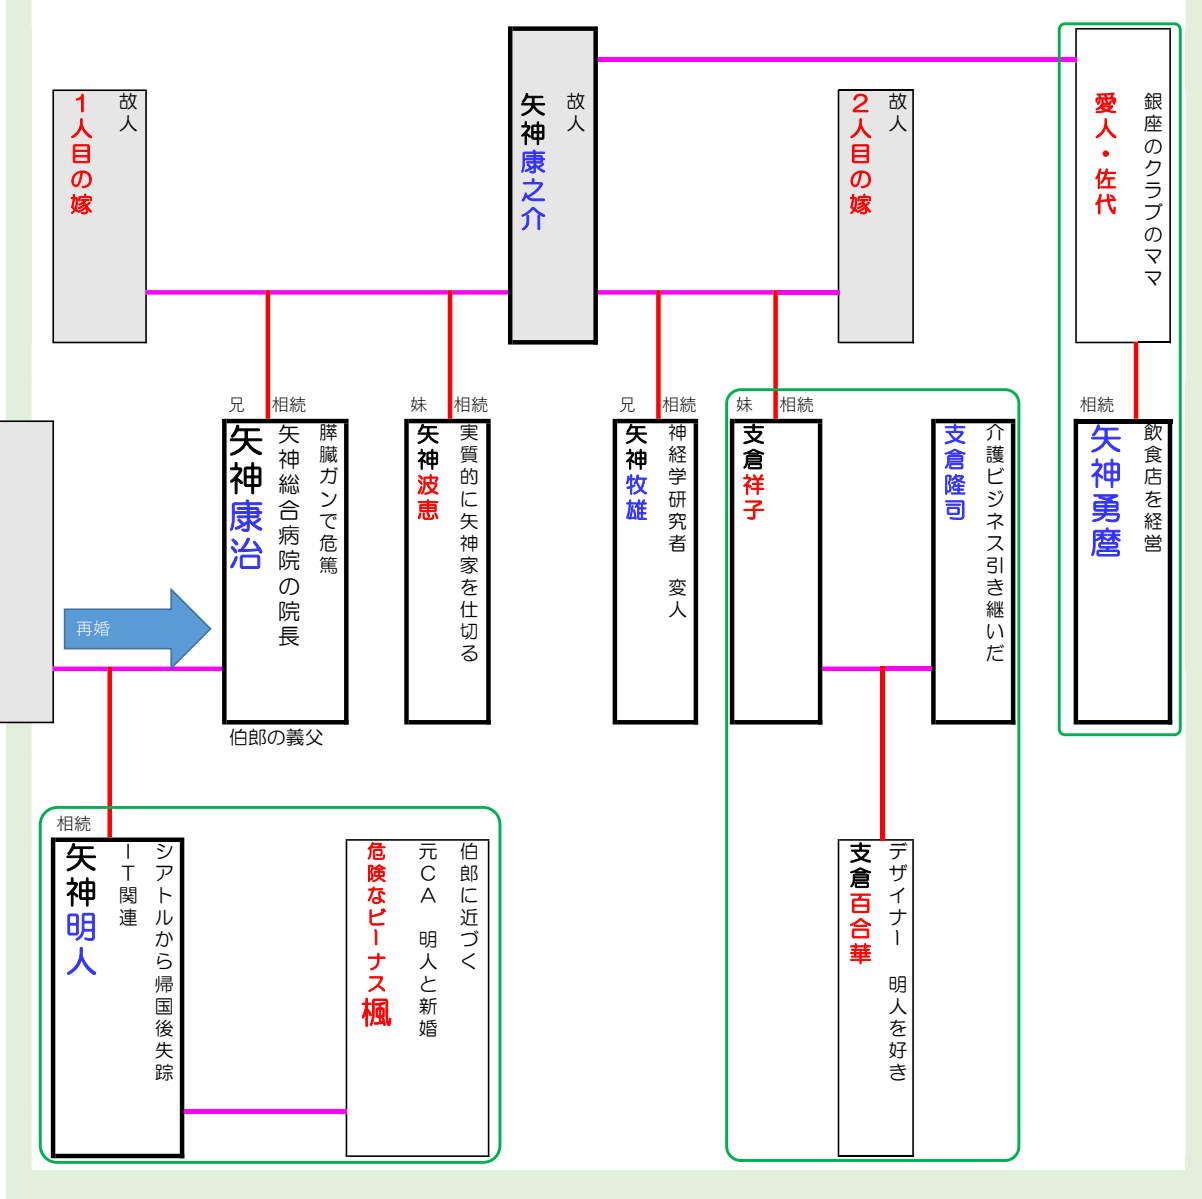 銀座のクラブのママ
愛人・佐代
故人
2人目の嫁
故人
矢神康之介
故人
1人目の嫁
相続
飲食店を経営
矢神勇麿
介護ビジネス引き継いだ
支倉隆司
妹 相続
支倉祥子
兄 相続
神経学研究者 変人
矢神牧雄
妹 相続
実質的に矢神家を仕切る
矢神波恵
兄 相続
膵臓ガンで危篤
矢神総合病院の院長
矢神康治
伯郎の義父
再婚
デザイナー 明人を好き
支倉百合華
伯郎に近づく
元CA 明人と新婚
危険なビーナス楓
相続
シアトルから帰国後失踪
IT関連
矢神明人